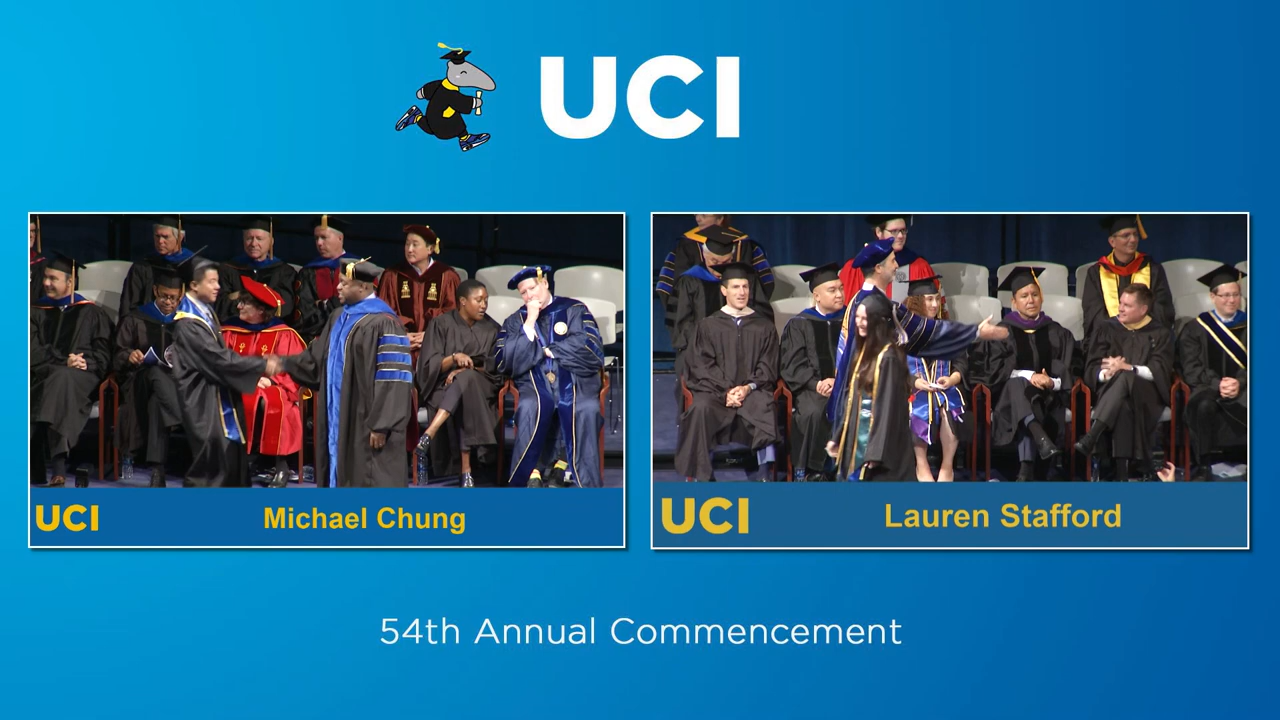 UCI
UCI
Michael Chung
UCI
Lauren Stafford
54th Annual Commencement